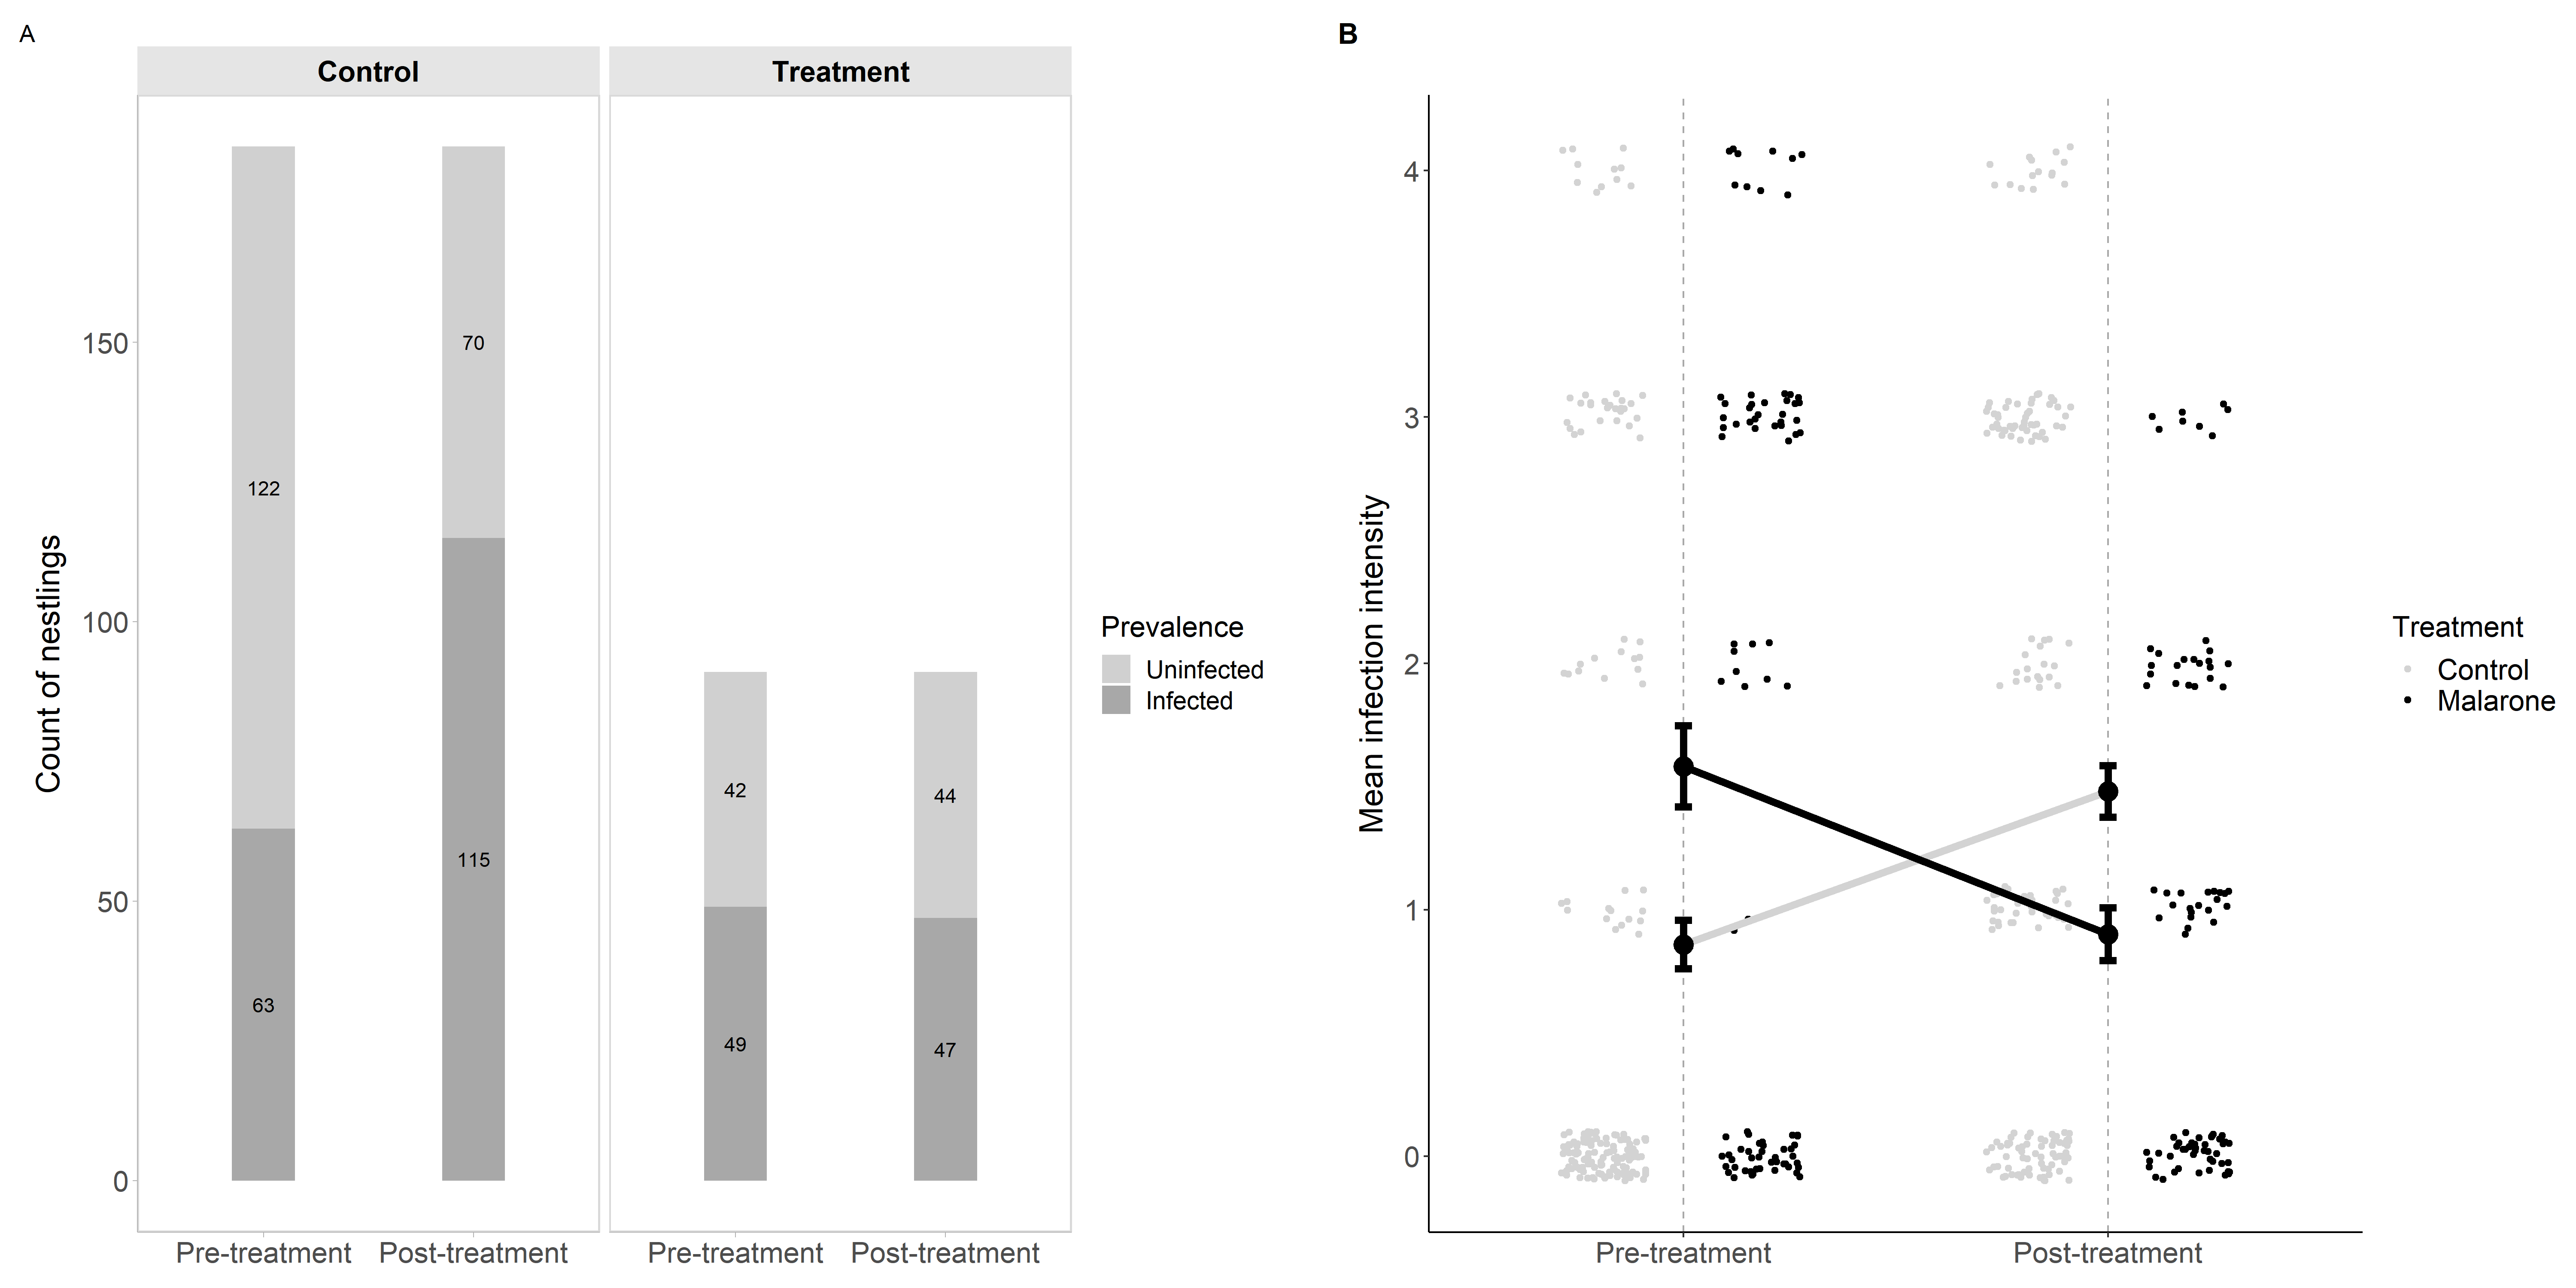 A
Control
Treatment
Count of nestlings
150
100
50
0
122
63
70
115
42
49
44
47
Pre-treatment
Post-treatment
Pre-treatment
Post-treatment
Prevalence
Uninfected
Infected
B
Mean infection intensity
4
3
2
1
0
Pre-treatment
Post-treatment
Treatment
Control
Malarone